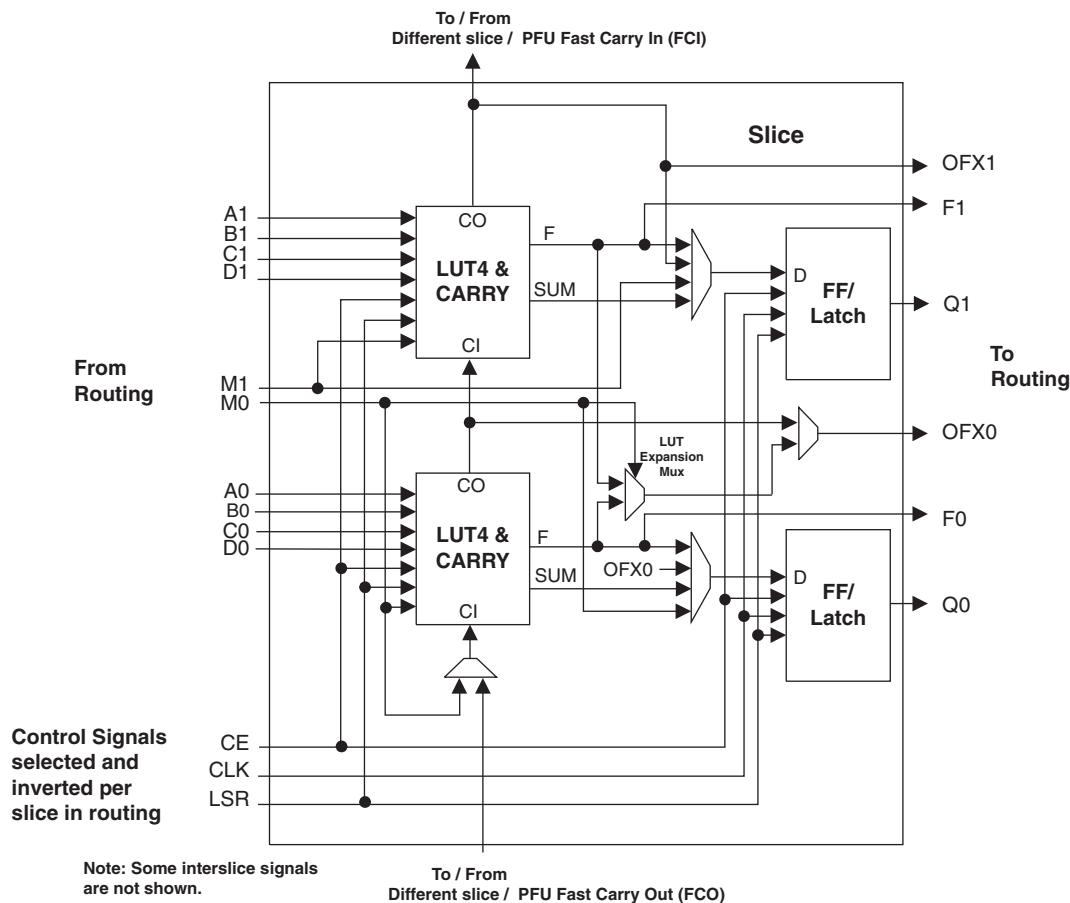 To / From
Different slice / PFU Fast Carry In (FCI)
Slice
OFX1
F1
A1
B1
C1
D1
CO
LUT4 &
CARRY
CI
F
SUM
D
FF/
Latch
Q1
From
Routing
To
Routing
M1
M0
OFX0
LUT
Expansion
Mux
A0
B0
C0
D0
CO
LUT4 &
CARRY
CI
F
SUM
OFX0
F0
D
FF/
Latch
Q0
Control Signals
selected and
inverted per
slice in routing
CE
CLK
LSR
Note: Some interslice signals
are not shown.
To / From
Different slice / PFU Fast Carry Out (FCO)